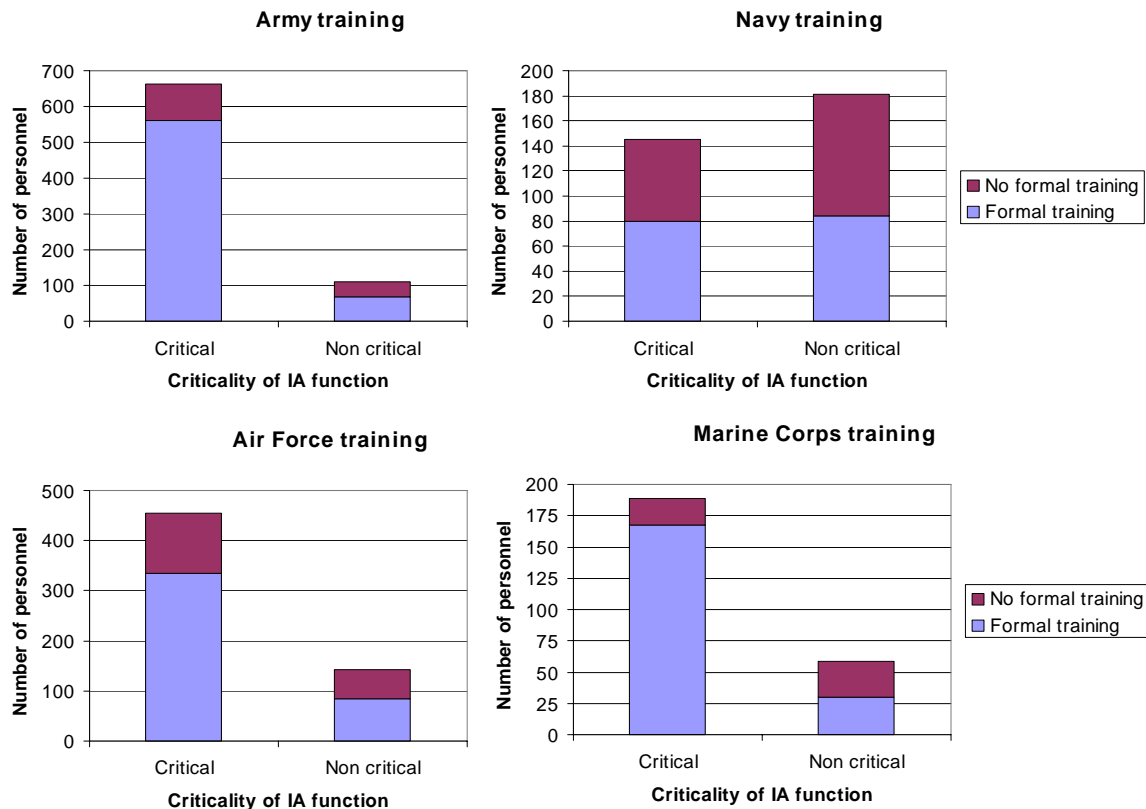 Army training
Number of personnel
700
600
500
400
300
200
100
0
Critical
Non critical
Criticality of IA function
Navy training
Number of personnel
200
180
160
140
120
100
80
60
40
20
0
Critical
Non critical
Criticality of IA function
No formal training
Formal training
Air Force training
Number of personnel
500
400
300
200
100
0
Critical
Non critical
Criticality of IA function
Marine Corps training
Number of personnel
200
175
150
125
100
75
50
25
0
Critical
Non critical
Criticality of IA function
No formal training
Formal training